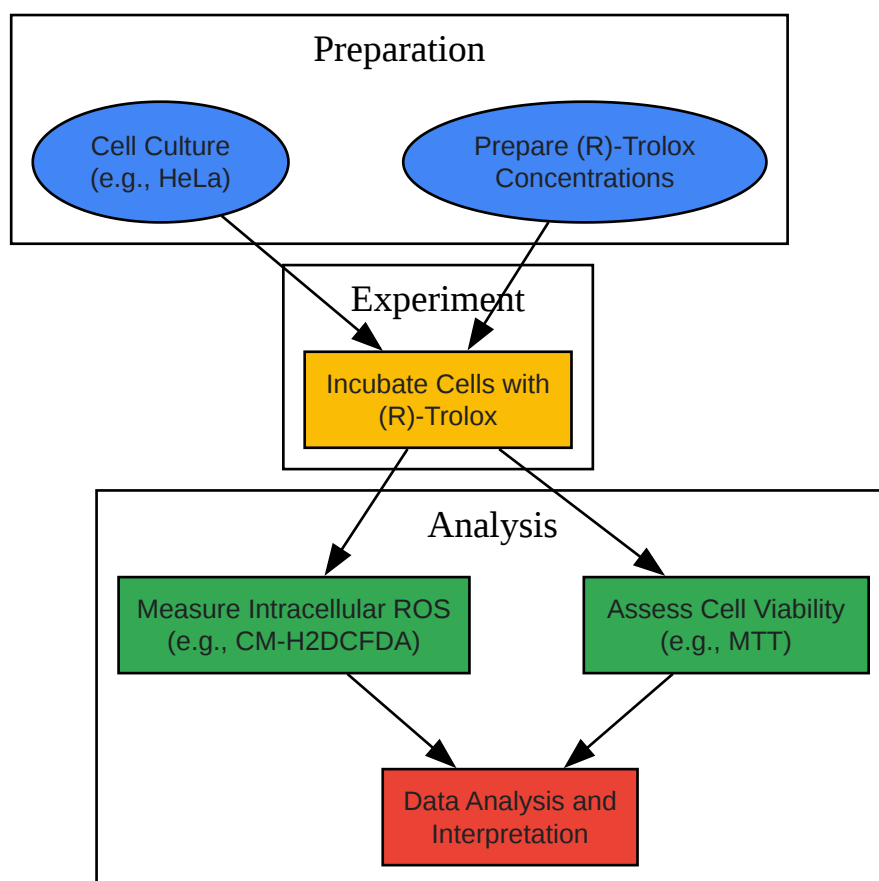 Preparation
Cell Culture
(e.g., HeLa)
Prepare (R)-Trolox
Concentrations
Experiment
Incubate Cells with
(R)-Trolox
Analysis
Measure Intracellular ROS
(e.g., CM-H2DCFDA)
Assess Cell Viability
(e.g., MTT)
Data Analysis and
Interpretation